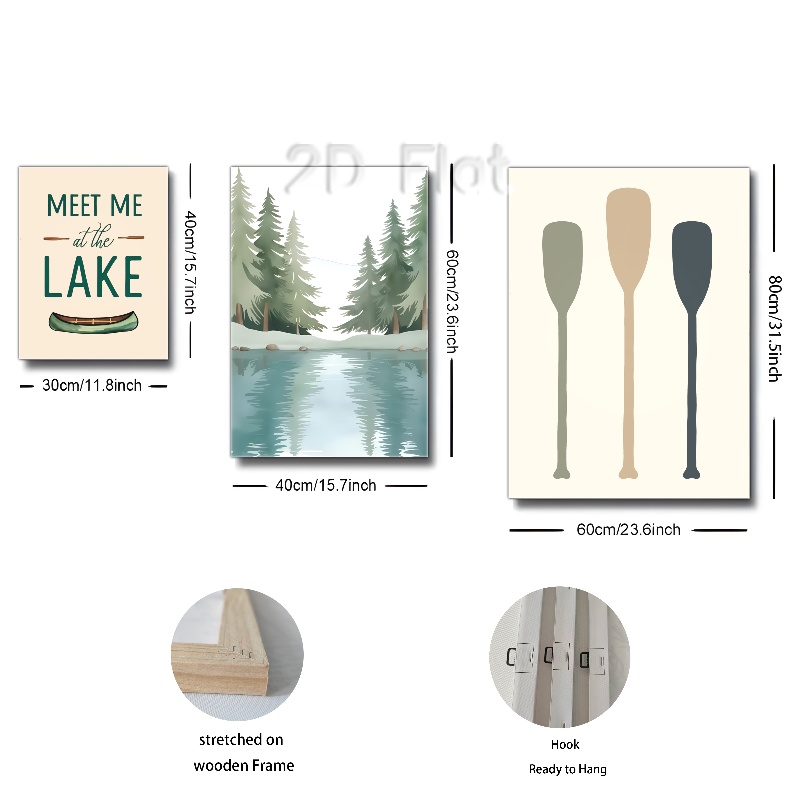 2D Flat
MEET ME
at the
LAKE
40cm/15.7inch
30cm/11.8inch
60cm/23.6inch
40cm/15.7inch
80cm/31.5inch
60cm/23.6inch
stretched on
wooden Frame
Hook
Ready to Hang